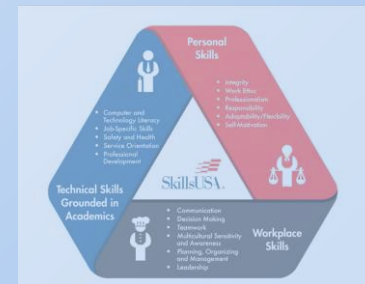 Personal
Skills
• Integrity
• Work Ethic
• Professionalism
• Responsibility
• Adaptability/Flexibility
• Self-Motivation
• Computer and
Technology Literacy
• Job-Specific Skills
• Safety and Health
• Service Orientation
• Professional
Development
Technical Skills
Grounded in
Academics
SkillsUSA.
• Communication
• Decision Making
• Teamwork
• Multicultural Sensitivity
and Awareness
• Planning, Organizing
and Management
• Leadership
Workplace
Skills